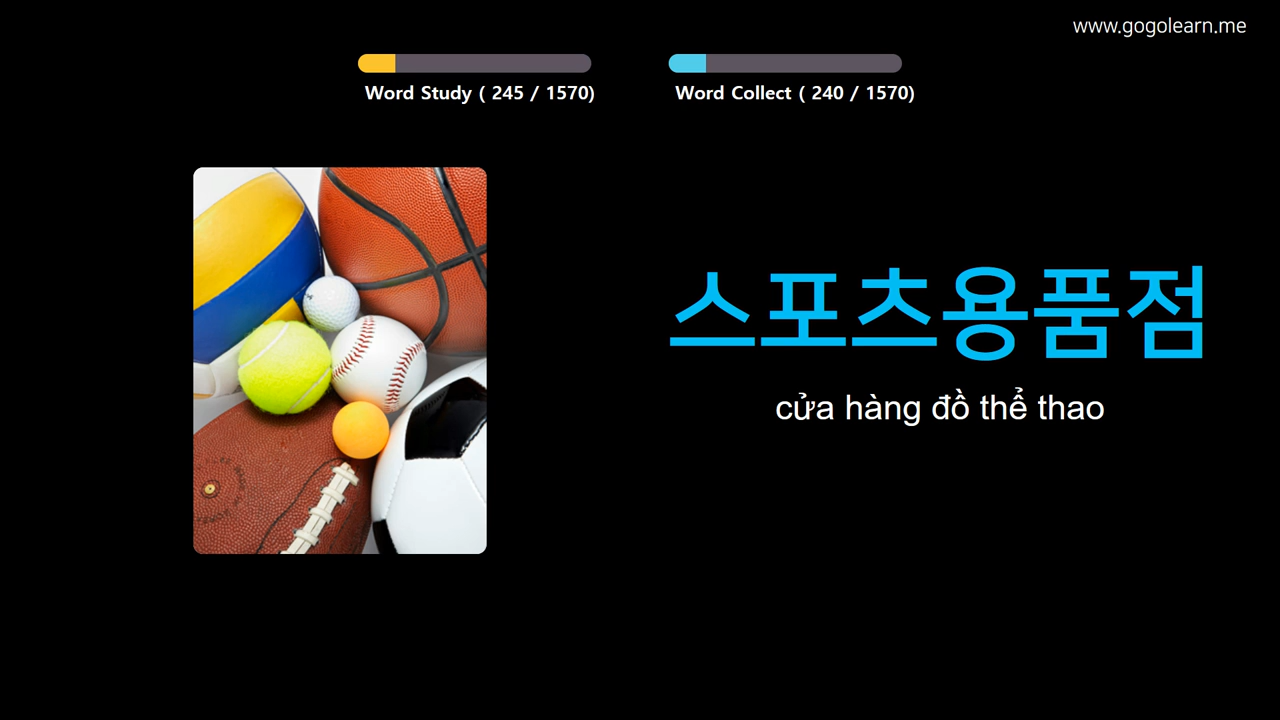 www.gogolearn.me
Word Study ( 245 / 1570)
Word Collect ( 240 / 1570)
스포츠용품점
cửa hàng đồ thể thao